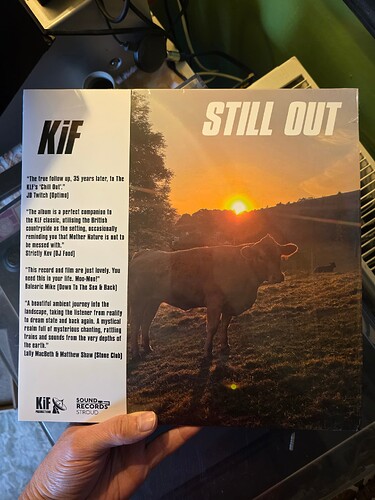 KiF
STILL OUT
"The true follow up, 35 years later, to The
KLF's 'Chill Out'."
JD Twitch (Optimo)
"The album is a perfect companion to
the KLF classic, utilising the British
countryside as the setting, occasionally
reminding you that Mother Nature is not to
be messed with."
Strictly Kev (DJ Food)
"This record and film are just lovely. You
need this in your life. Moo-Moo!"
Balearic Mike (Down To The Sea & Back)
"A beautiful ambient journey into the
landscape, taking the listener from reality
to dream state and back again. A mystical
realm full of mysterious chanting, rattling
trains and sounds from the very depths of
the earth."
Lally MacBeth & Matthew Shaw (Stone Club)
KiF
SOUND
RECORDS
STROUD